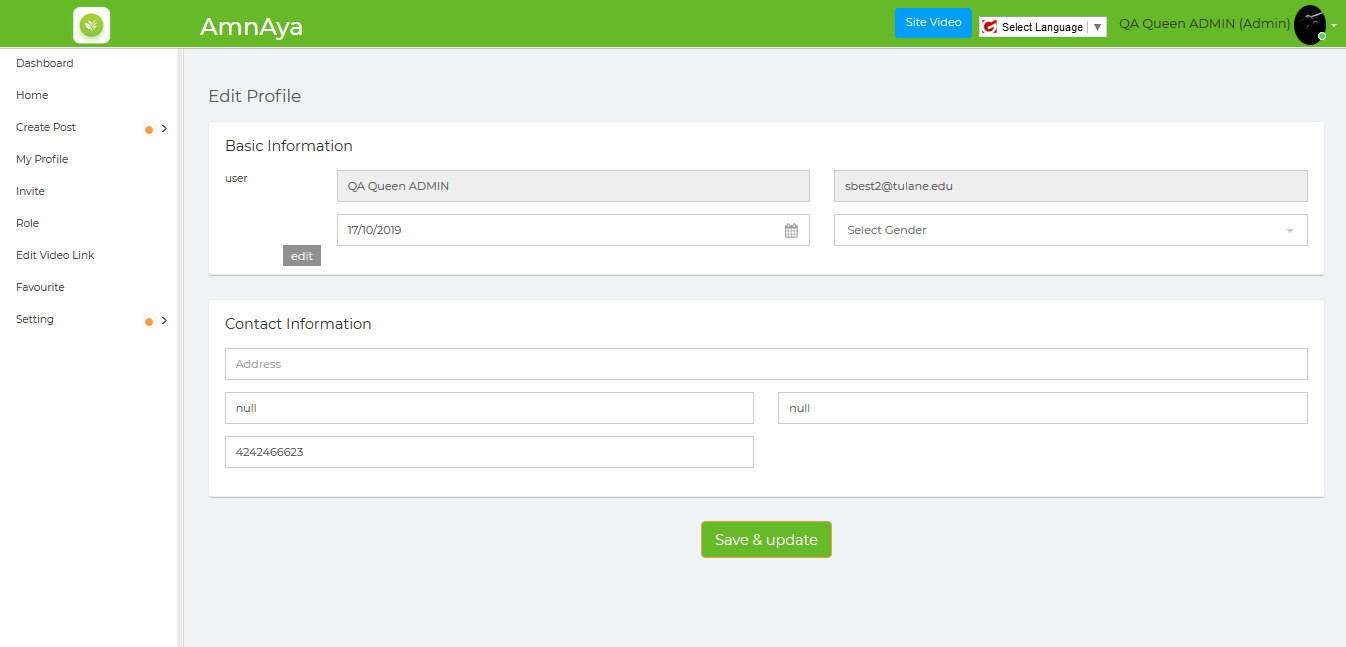 AmnAya
Site Video
Select Language ▼
QA Queen ADMIN (Admin)
Dashboard
Home
Create Post
My Profile
Invite
Role
Edit Video Link
Favourite
Setting
Edit Profile
Basic Information
user
QA Queen ADMIN
sbest2@tulane.edu
17/10/2019
Select Gender
edit
Contact Information
Address
null
null
4242466623
Save & update